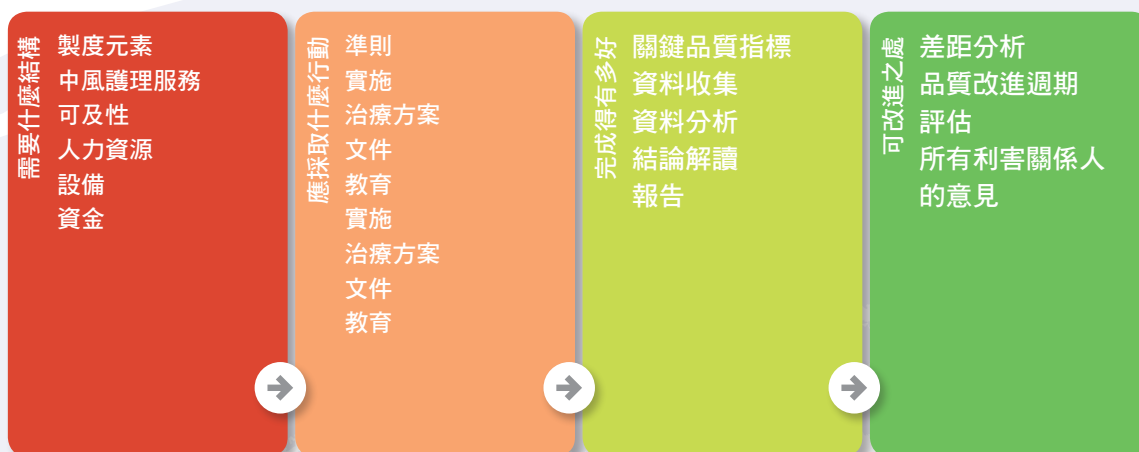 需要什麼結構
製度元素
中風護理服務
可及性
人力資源
設備
資金
應採取什麼行動
準則
實施
治療方案
文件
教育
實施
治療方案
文件
教育
完成得有多好
關鍵品質指標
資料收集
資料分析
結論解讀
報告
可改進之處
差距分析
品質改進週期
評估
所有利害關係人
的意見